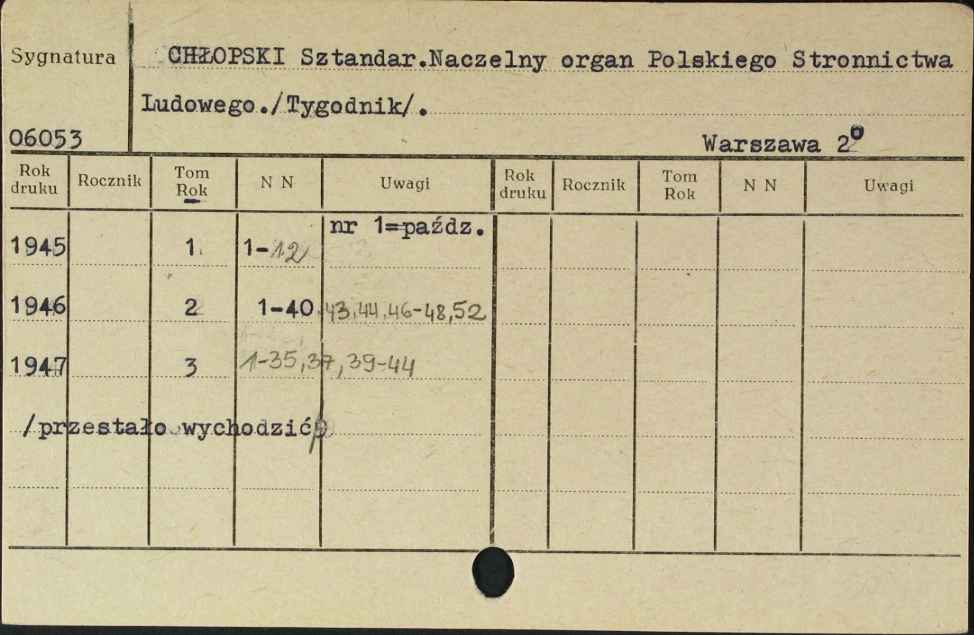 Sygnatura CHŁOPSKI Sztandar.Naczelny organ Polskiego Stronnictwa
Ludowego./Tygodnik/.
06053 Warszawa 2º
Rok druku Rocznik Tom Rok N N Uwagi Rok druku Rocznik Tom Rok N N Uwagi
nr 1=paźdz.
1945 1 1-12
1946 2 1-40 43,44,46-48,52
1947 3 1-35,37,39-44
/przestało wychodzić/